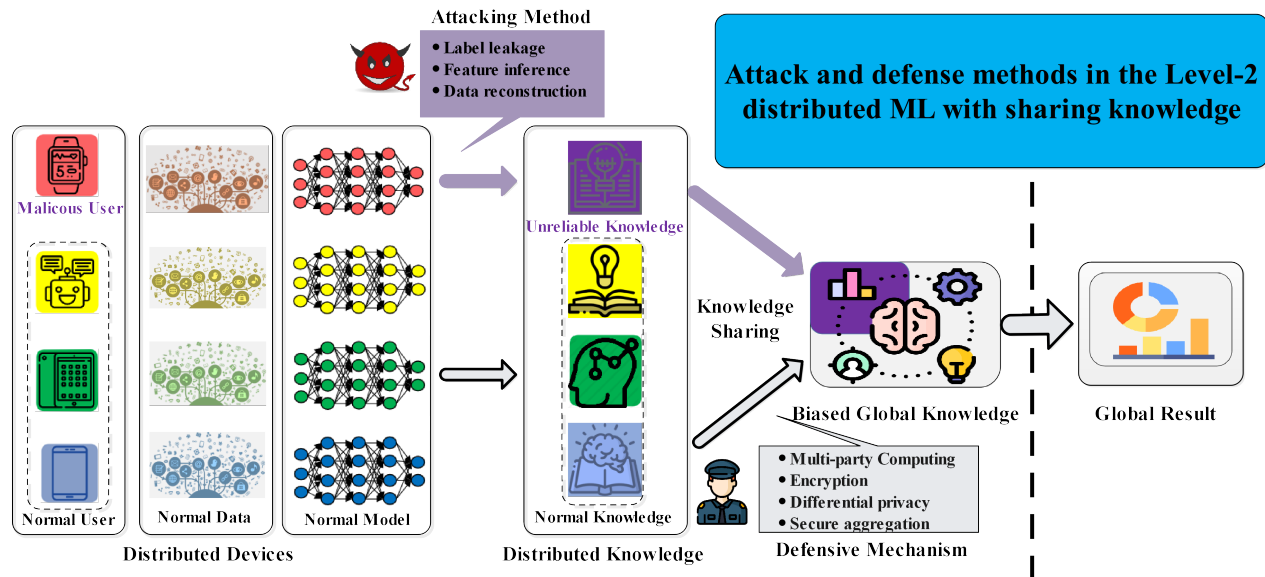 Attacking Method
• Label leakage
• Feature inference
• Data reconstruction
Attack and defense methods in the Level-2
distributed ML with sharing knowledge
Malicous User
Normal User
Normal Data
Normal Model
Distributed Devices
Unreliable Knowledge
Normal Knowledge
Distributed Knowledge
Knowledge
Sharing
Biased Global Knowledge
• Multi-party Computing
• Encryption
• Differential privacy
• Secure aggregation
Defensive Mechanism
Global Result